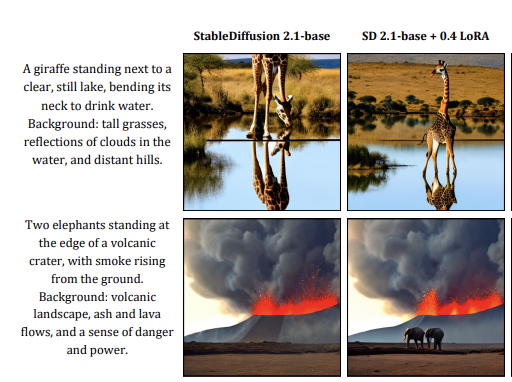 StableDiffusion 2.1-base
SD 2.1-base + 0.4 LoRA
A giraffe standing next to a
clear, still lake, bending its
neck to drink water.
Background: tall grasses,
reflections of clouds in the
water, and distant hills.
Two elephants standing at
the edge of a volcanic
crater, with smoke rising
from the ground.
Background: volcanic
landscape, ash and lava
flows, and a sense of danger
and power.